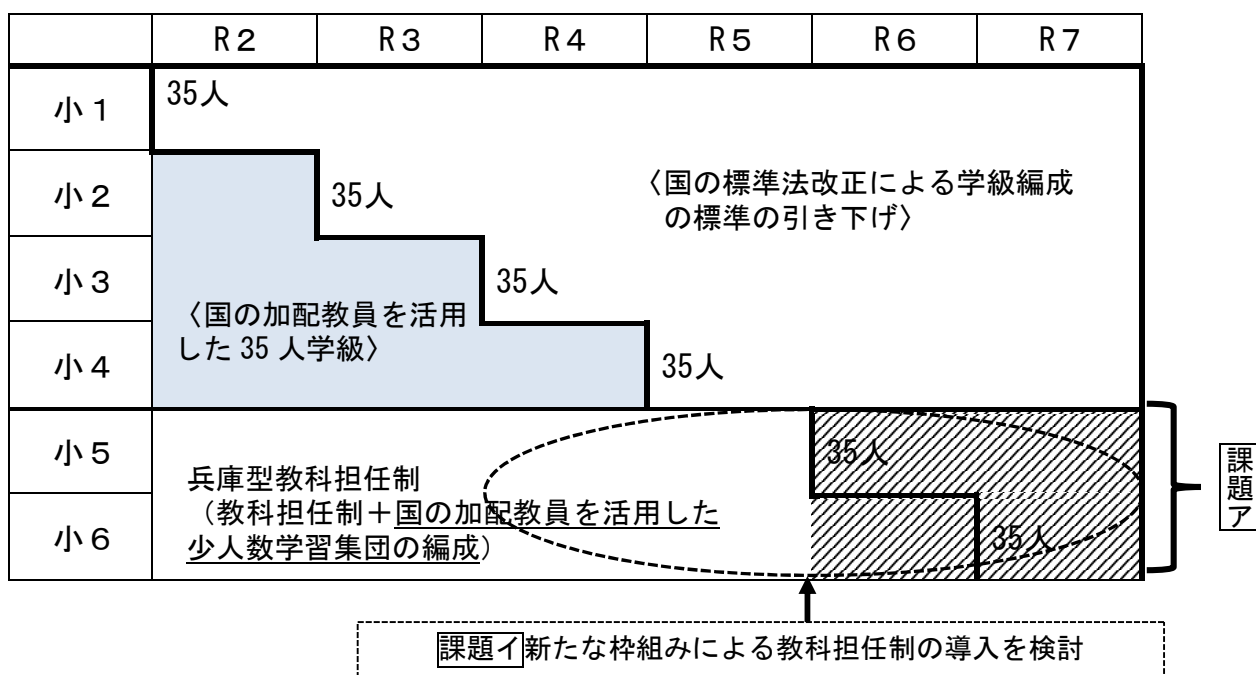 R2 R3 R4 R5 R6 R7
小1 35人
小2 35人
〈国の標準法改正による学級編成
の標準の引き下げ〉
小3 35人
〈国の加配教員を活用
した 35 人学級〉
小4 35人
小5 35人
兵庫型教科担任制
（教科担任制＋国の加配教員を活用した
少人数学習集団の編成）
小6 35人
課題ア
課題イ新たな枠組みによる教科担任制の導入を検討